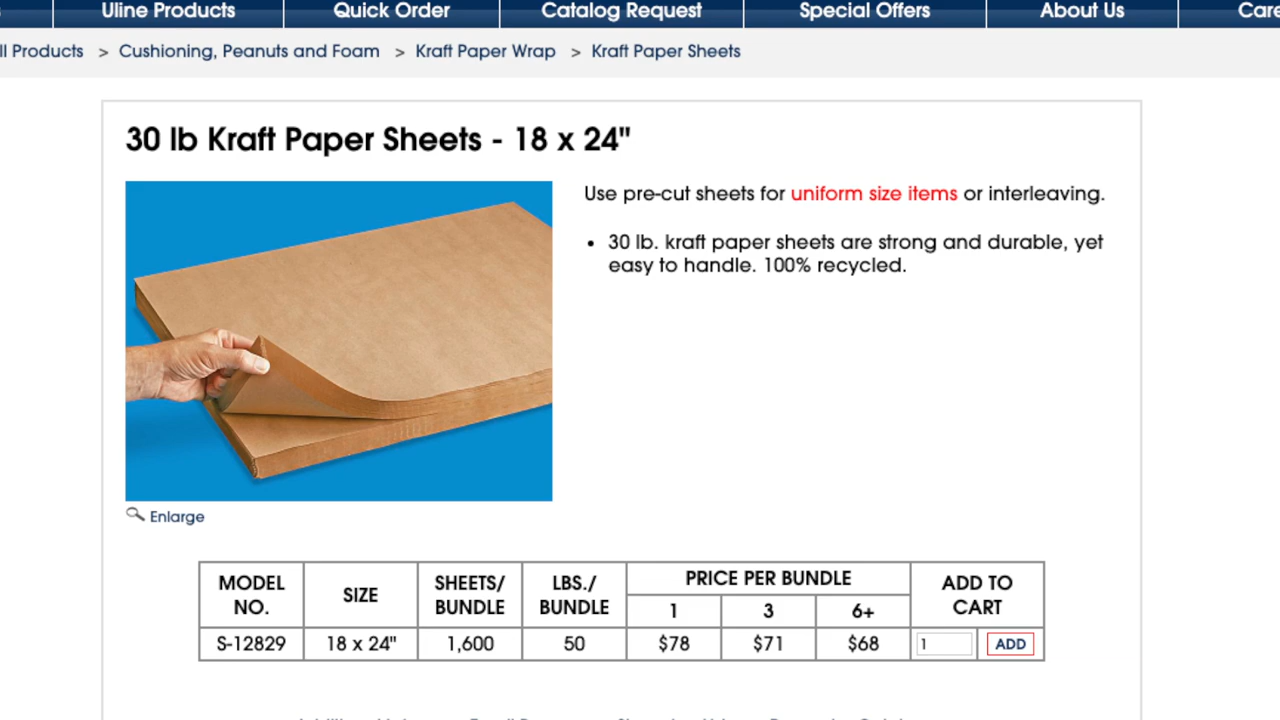 Uline Products Quick Order Catalog Request Special Offers About Us
Products > Cushioning, Peanuts and Foam > Kraft Paper Wrap > Kraft Paper Sheets
30 lb Kraft Paper Sheets - 18 x 24"
Use pre-cut sheets for uniform size items or interleaving.
• 30 lb. kraft paper sheets are strong and durable, yet
easy to handle. 100% recycled.
Enlarge
MODEL NO. SIZE SHEETS/ BUNDLE LBS./ BUNDLE PRICE PER BUNDLE ADD TO CART
1 3 6+
S-12829 18 x 24" 1,600 50 $78 $71 $68 1 ADD